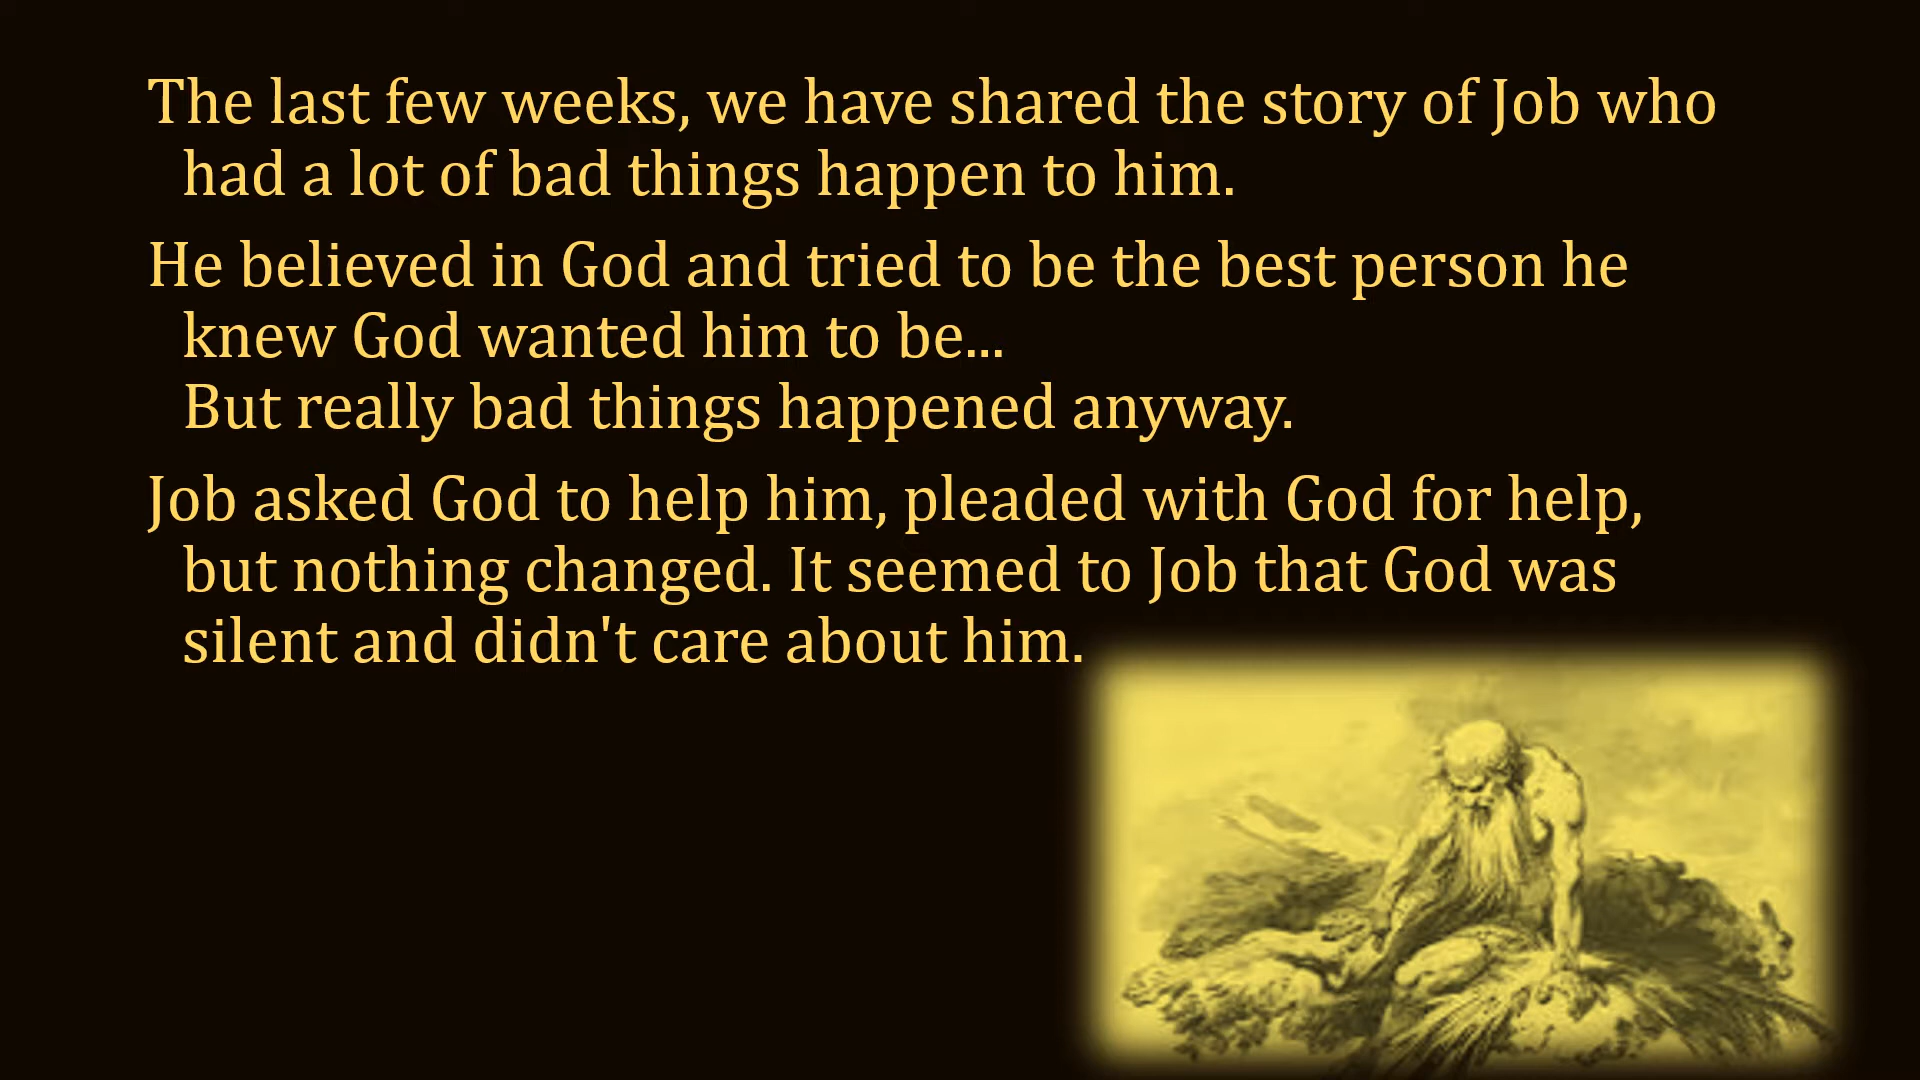 The last few weeks, we have shared the story of Job who
had a lot of bad things happen to him.
He believed in God and tried to be the best person he
knew God wanted him to be...
But really bad things happened anyway.
Job asked God to help him, pleaded with God for help,
but nothing changed. It seemed to Job that God was
silent and didn't care about him.